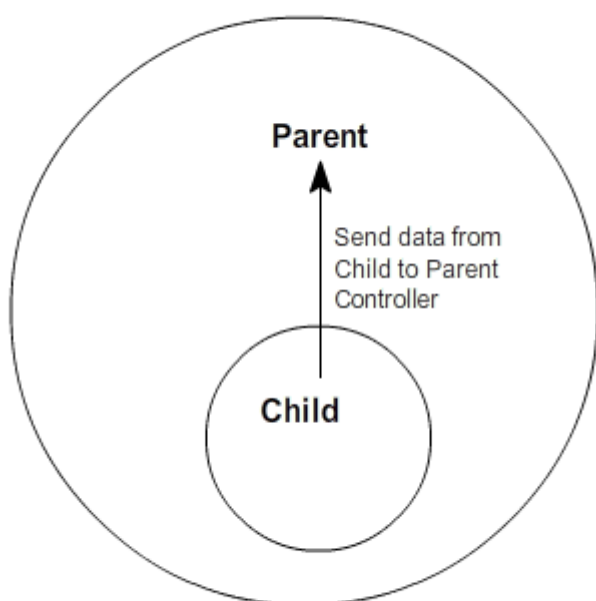 Parent
Send data from
Child to Parent
Controller
Child